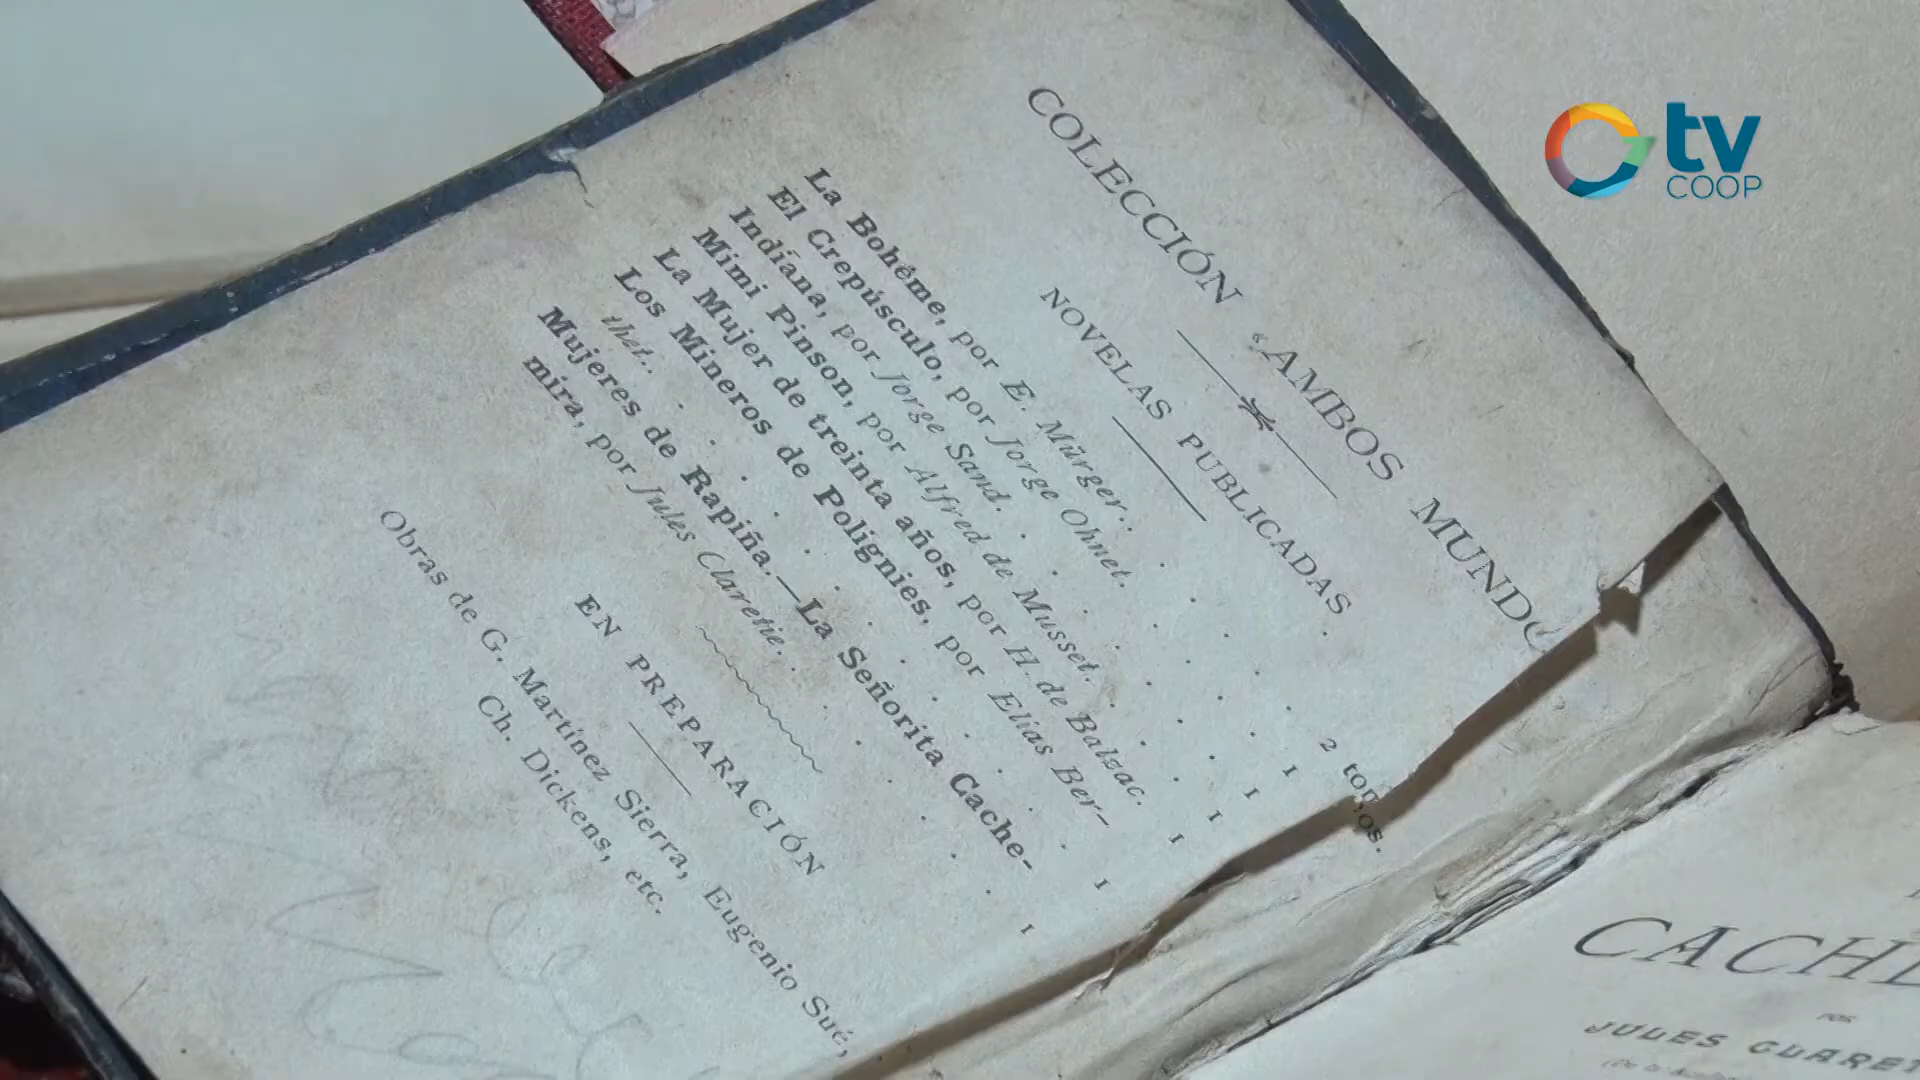 COLECCIÓN «AMBOS MUNDO
NOVELAS PUBLICADAS
La Bohême, por E. Mürger. . . . . . 2 tomos.
El Crepúsculo, por Jorge Ohnet. . . . . 1
Indiana, por Jorge Sand. . . . . . . 1
Mimi Pinson, por Alfred de Musset. . . . 1
La Mujer de treinta años, por H. de Balzac. 1
Los Mineros de Polignies, por Elias Ber-
thet. . . . . . . . . . . 1
Mujeres de Rapiña.—La Señorita Cache-
mira, por Jules Claretie. . . . . . . 1
EN PREPARACIÓN
Obras de G. Martínez Sierra, Eugenio Sué,
Ch. Dickens, etc.
CACHE
POR
JULES CLARET
tv
COOP